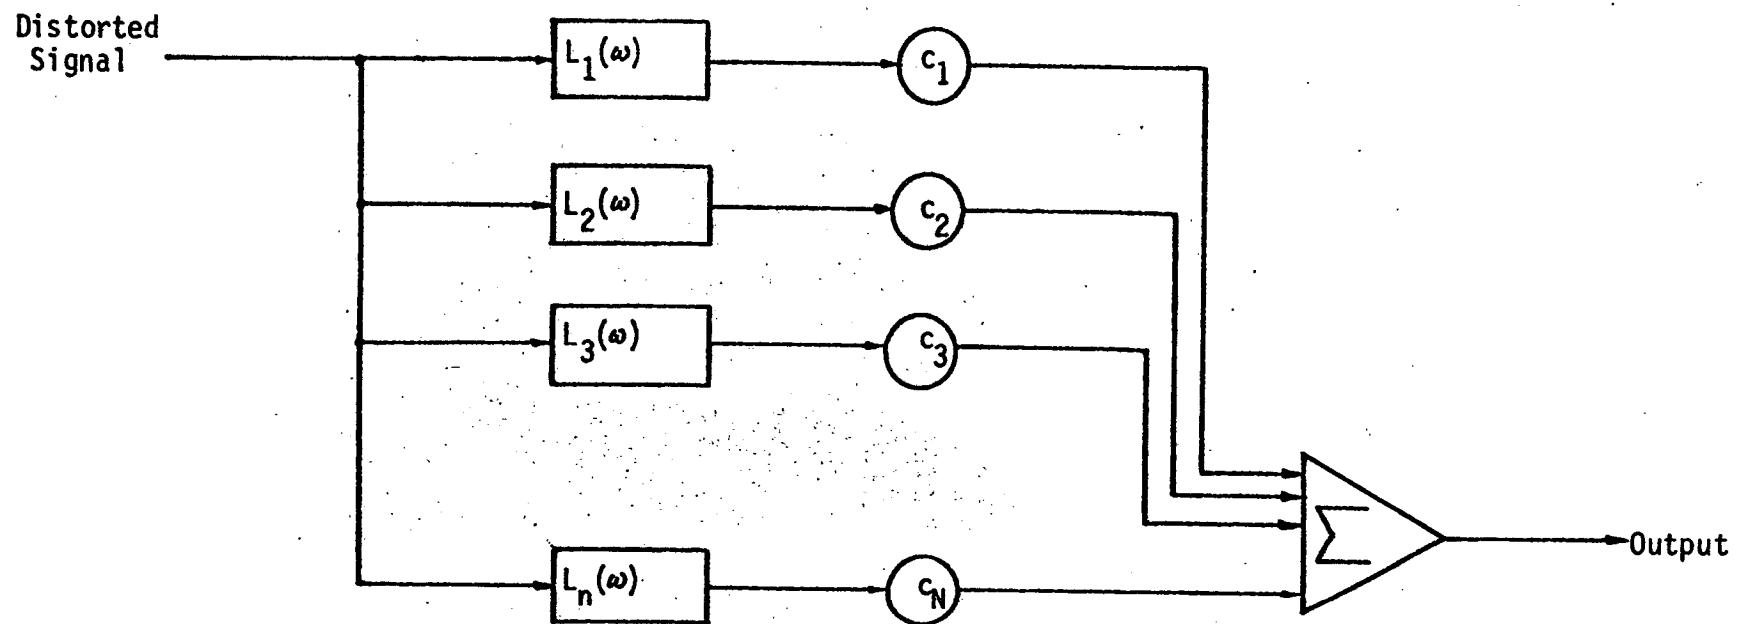 Distorted
Signal
L1(ω)
c1
L2(ω)
c2
L3(ω)
c3
Ln(ω)
cN
Σ
Output